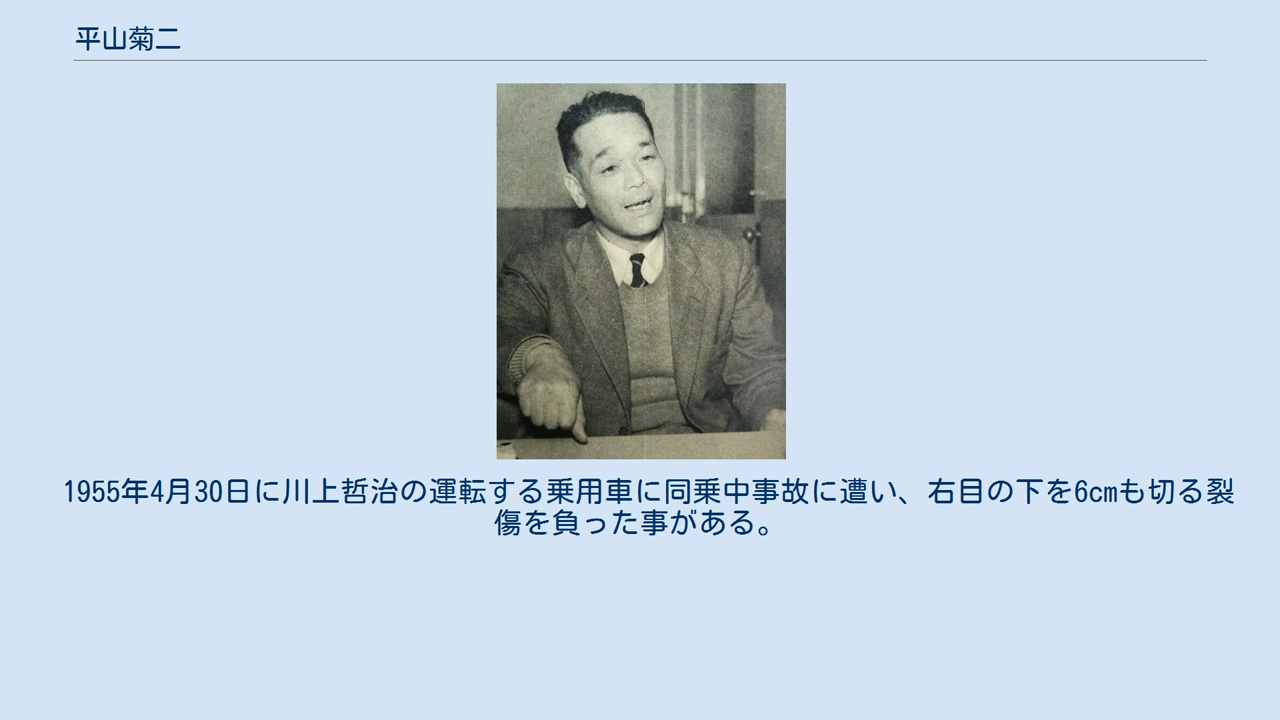 平山菊二
1955年4月30日に川上哲治の運転する乗用車に同乗中事故に遭い、右目の下を6cmも切る裂
傷を負った事がある。